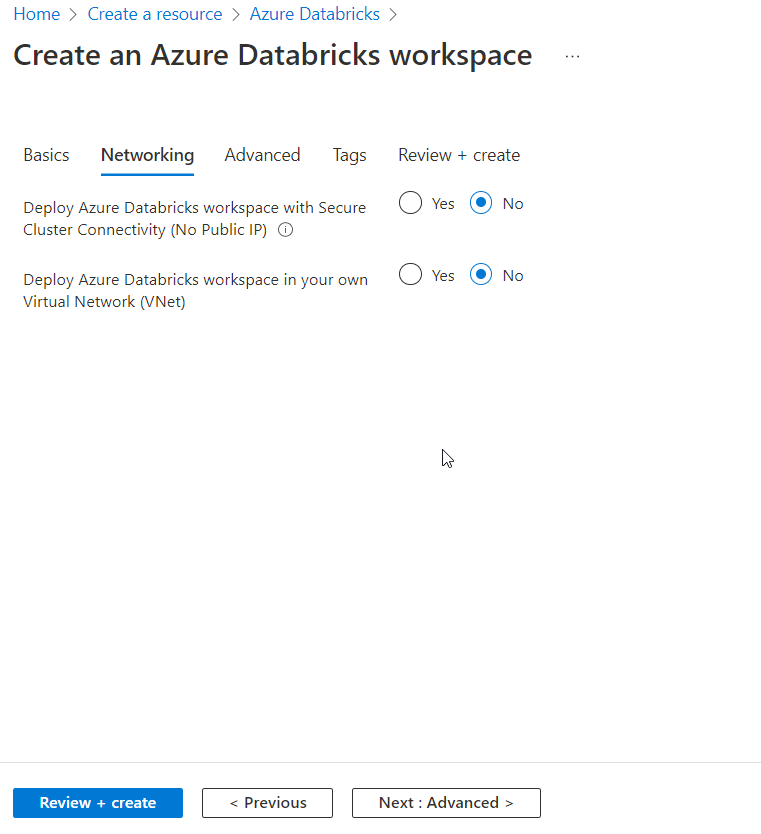 Home > Create a resource > Azure Databricks >
Create an Azure Databricks workspace ...
Basics Networking Advanced Tags Review + create
Deploy Azure Databricks workspace with Secure
Cluster Connectivity (No Public IP)
Yes No
Deploy Azure Databricks workspace in your own
Virtual Network (VNet)
Yes No
Review + create < Previous Next : Advanced >